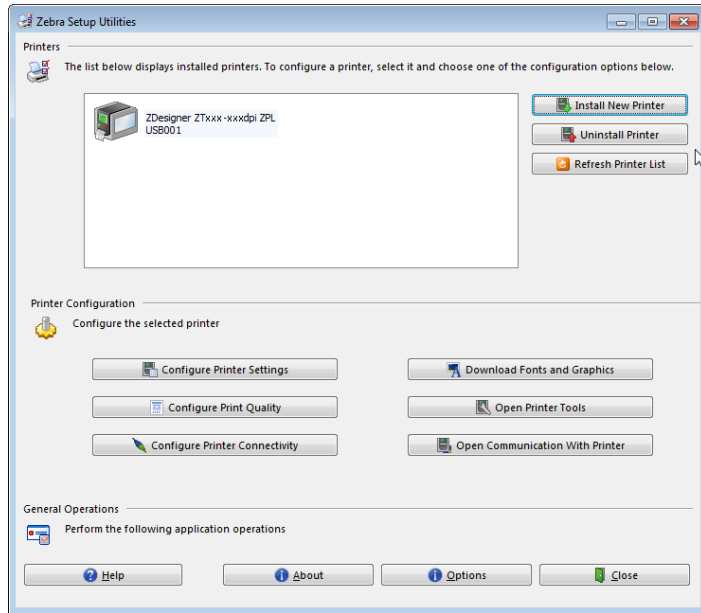 Zebra Setup Utilities
Printers
The list below displays installed printers. To configure a printer, select it and choose one of the configuration options below.
ZDesigner ZTxxx-xxxdpi ZPL
USB001
Install New Printer
Uninstall Printer
Refresh Printer List
Printer Configuration
Configure the selected printer
Configure Printer Settings
Download Fonts and Graphics
Configure Print Quality
Open Printer Tools
Configure Printer Connectivity
Open Communication With Printer
General Operations
Perform the following application operations
Help
About
Options
Close